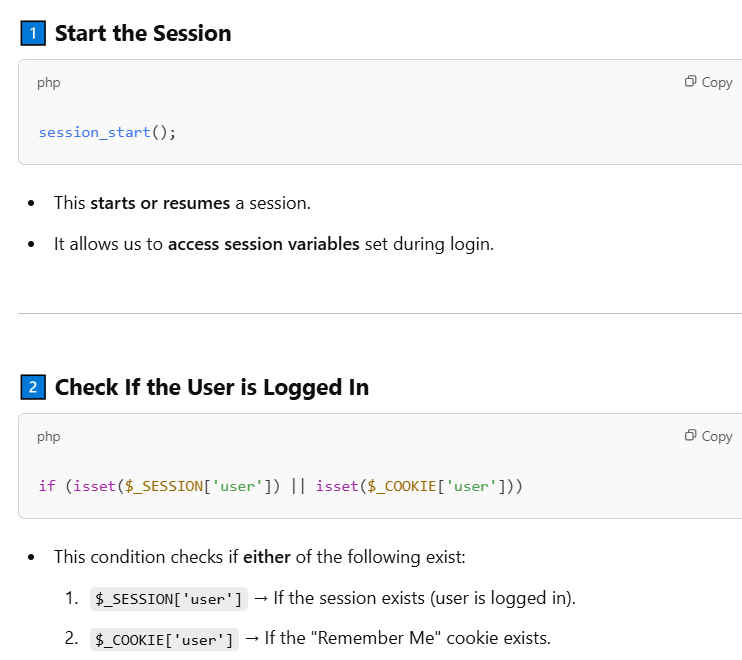 1 Start the Session
php Copy
session_start();
• This starts or resumes a session.
• It allows us to access session variables set during login.
2 Check If the User is Logged In
php Copy
if (isset($_SESSION['user']) || isset($_COOKIE['user']))
• This condition checks if either of the following exist:
1. $_SESSION['user'] → If the session exists (user is logged in).
2. $_COOKIE['user'] → If the "Remember Me" cookie exists.